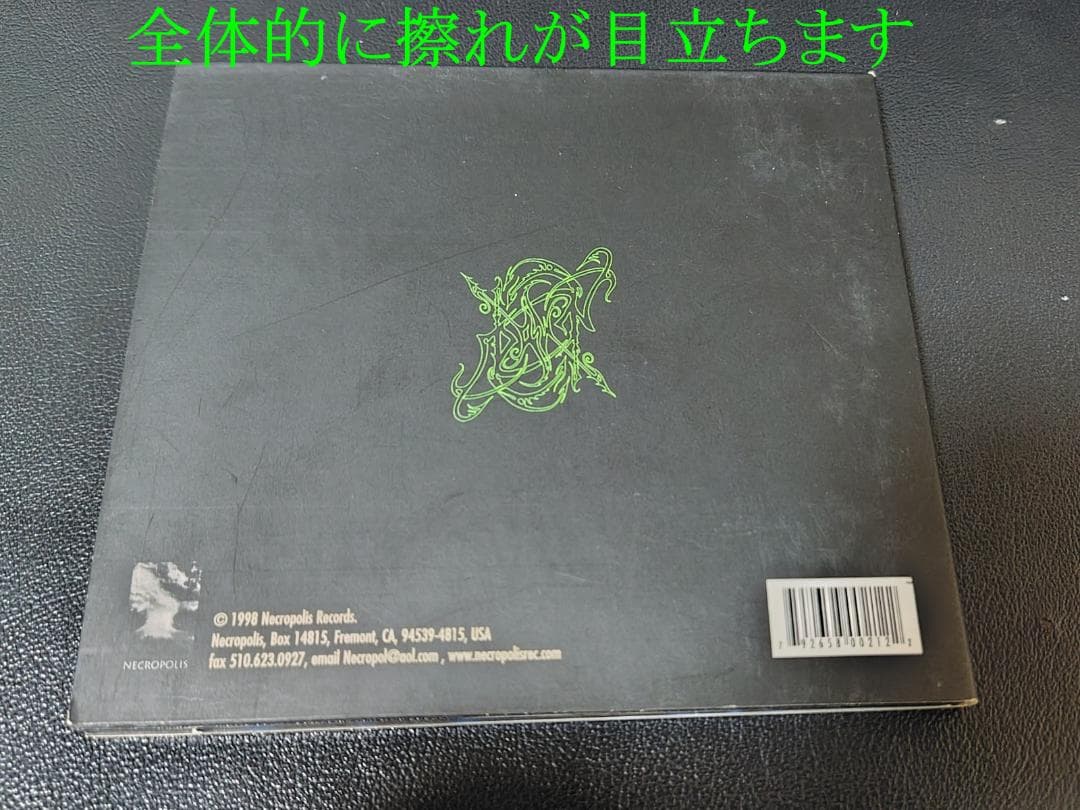 全体的に擦れが目立ちます
© 1998 Necropolis Records.
Necropolis, Box 14815, Fremont, CA, 94539-4815, USA
fax 510.623.0927, email Necropol@aol.com , www.necropolisrec.com
NECROPOLIS